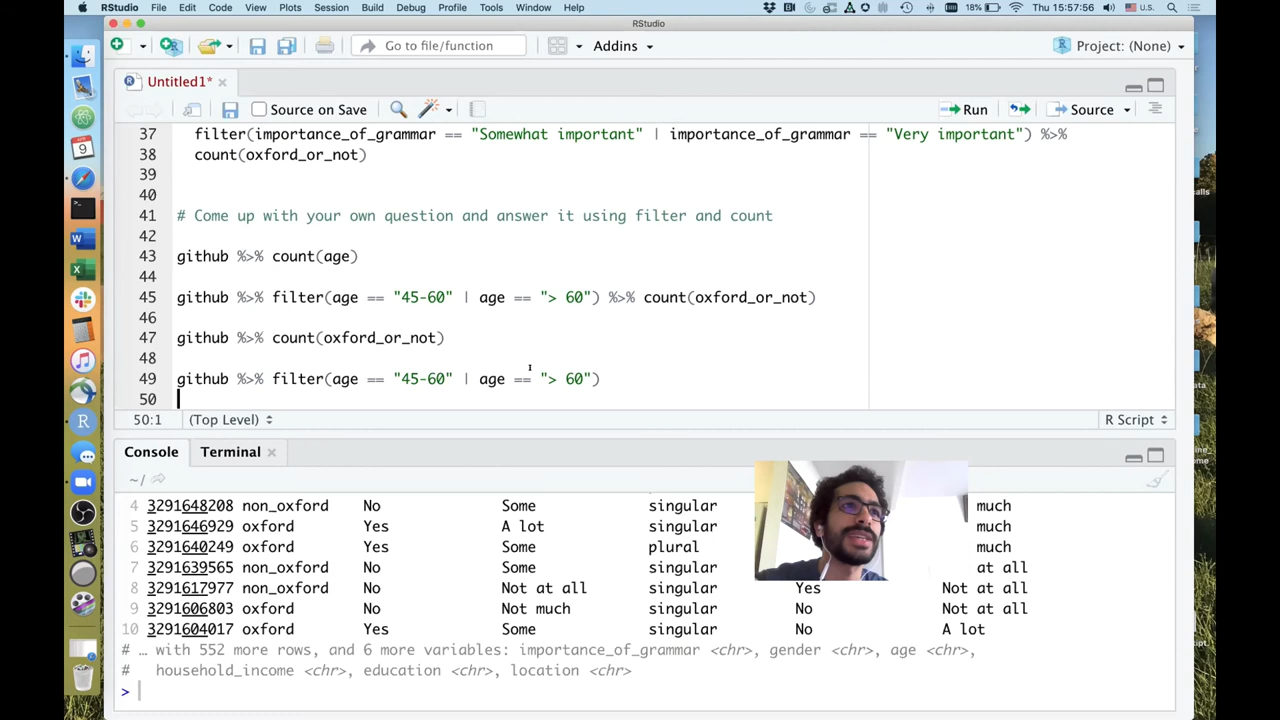 RStudio File Edit Code View Plots Session Build Debug Profile Tools Window Help 18% Thu 15:57:56 U.S.
RStudio
Go to file/function Addins Project: (None)
Untitled1*
Source on Save Run Source
37 filter(importance_of_grammar == "Somewhat important" | importance_of_grammar == "Very important") %>%
38 count(oxford_or_not)
39
40
41 # Come up with your own question and answer it using filter and count
42
43 github %>% count(age)
44
45 github %>% filter(age == "45-60" | age == "> 60") %>% count(oxford_or_not)
46
47 github %>% count(oxford_or_not)
48
49 github %>% filter(age == "45-60" | age == "> 60")
50
50:1 (Top Level) R Script
Console Terminal
~/
4 3291648208 non_oxford No Some singular much
5 3291646929 oxford Yes A lot singular much
6 3291640249 oxford Yes Some plural much
7 3291639565 non_oxford No Some singular at all
8 3291617977 non_oxford No Not at all singular Yes Not at all
9 3291606803 oxford No Not much singular No Not at all
10 3291604017 oxford Yes Some singular No A lot
# … with 552 more rows, and 6 more variables: importance_of_grammar <chr>, gender <chr>, age <chr>,
# household_income <chr>, education <chr>, location <chr>
>